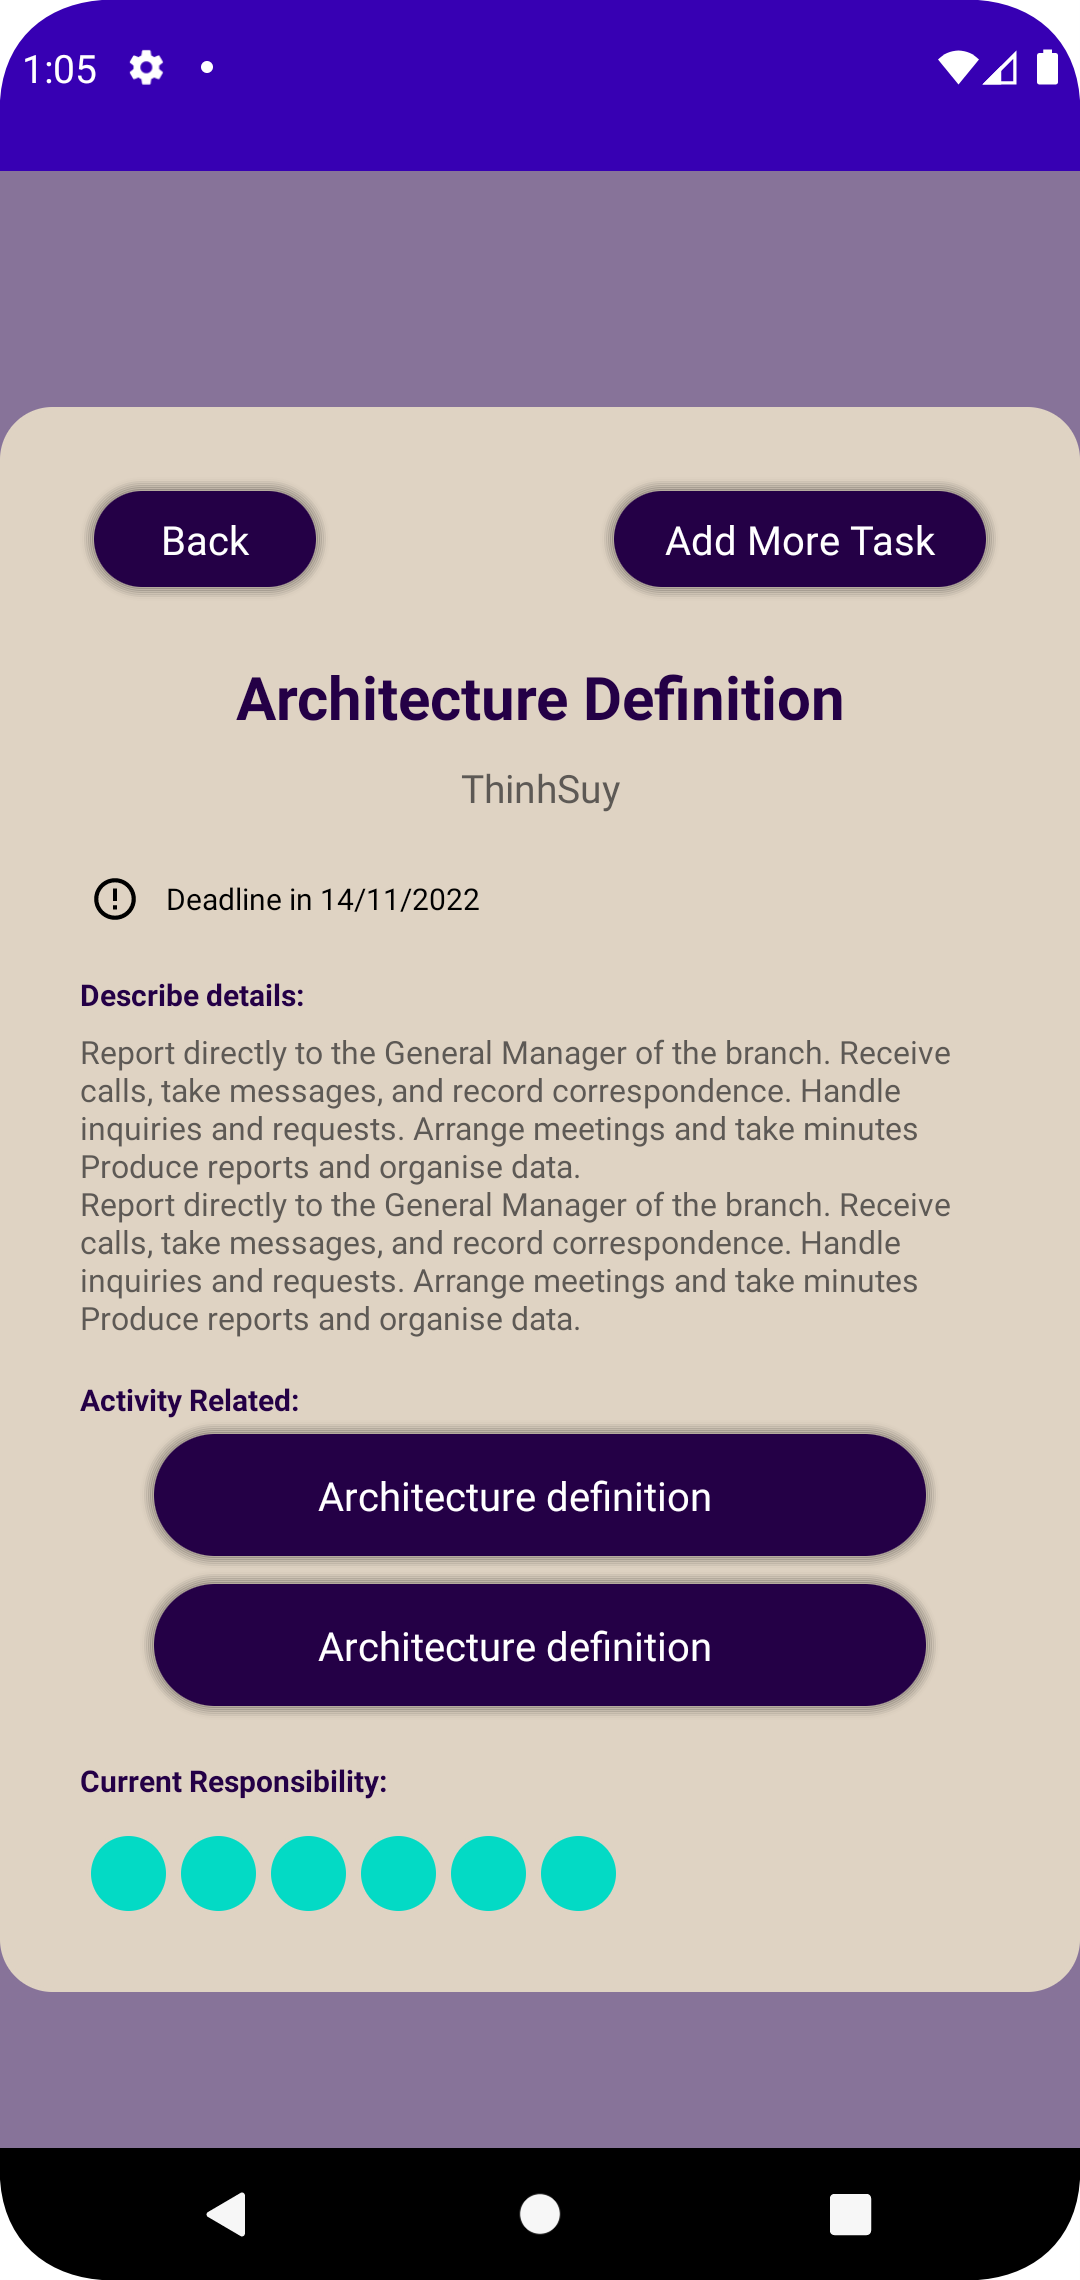 1:05
Back
Add More Task
Architecture Definition
ThinhSuy
Deadline in 14/11/2022
Describe details:
Report directly to the General Manager of the branch. Receive
calls, take messages, and record correspondence. Handle
inquiries and requests. Arrange meetings and take minutes
Produce reports and organise data.
Report directly to the General Manager of the branch. Receive
calls, take messages, and record correspondence. Handle
inquiries and requests. Arrange meetings and take minutes
Produce reports and organise data.
Activity Related:
Architecture definition
Architecture definition
Current Responsibility: